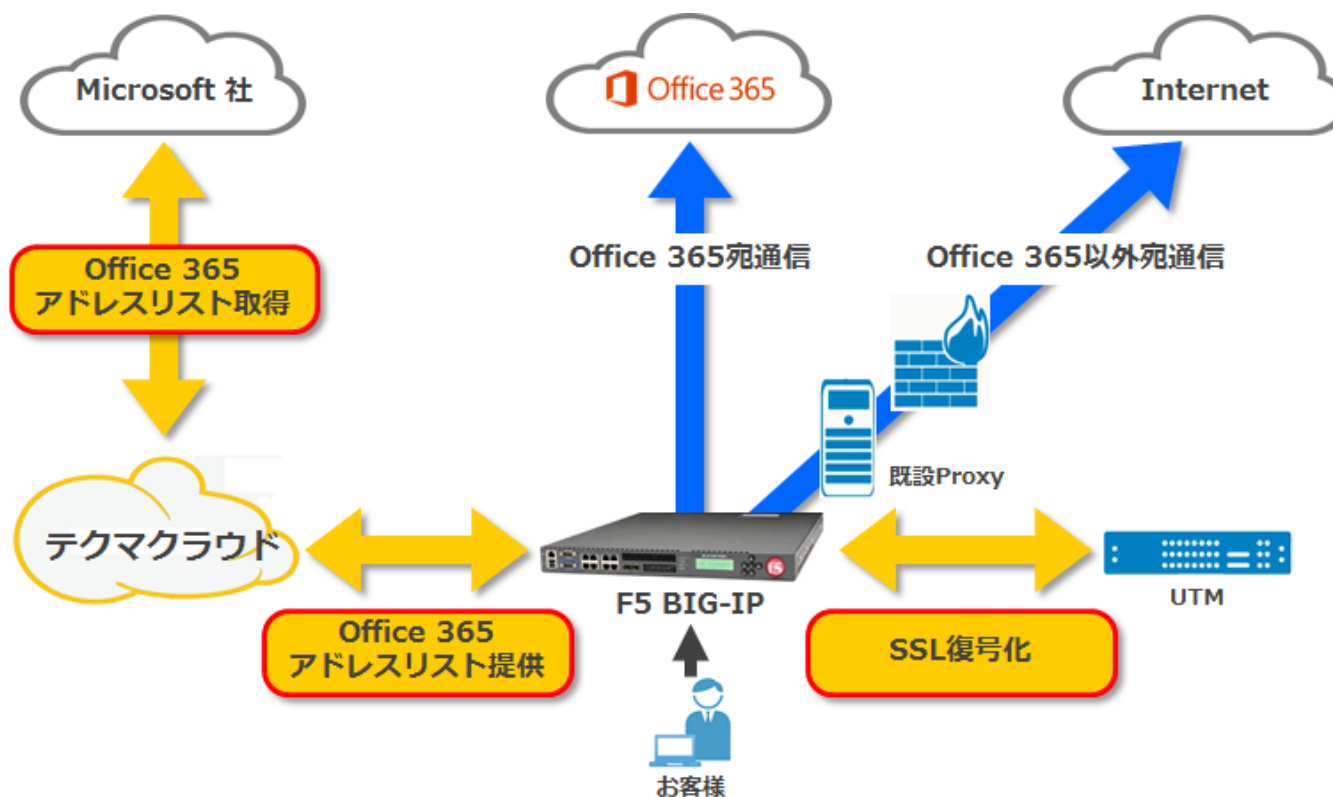 Microsoft 社
Office 365
Internet
Office 365
アドレスリスト取得
Office 365宛通信
Office 365以外宛通信
既設Proxy
テクマクラウド
f5
F5 BIG-IP
UTM
Office 365
アドレスリスト提供
SSL復号化
お客様